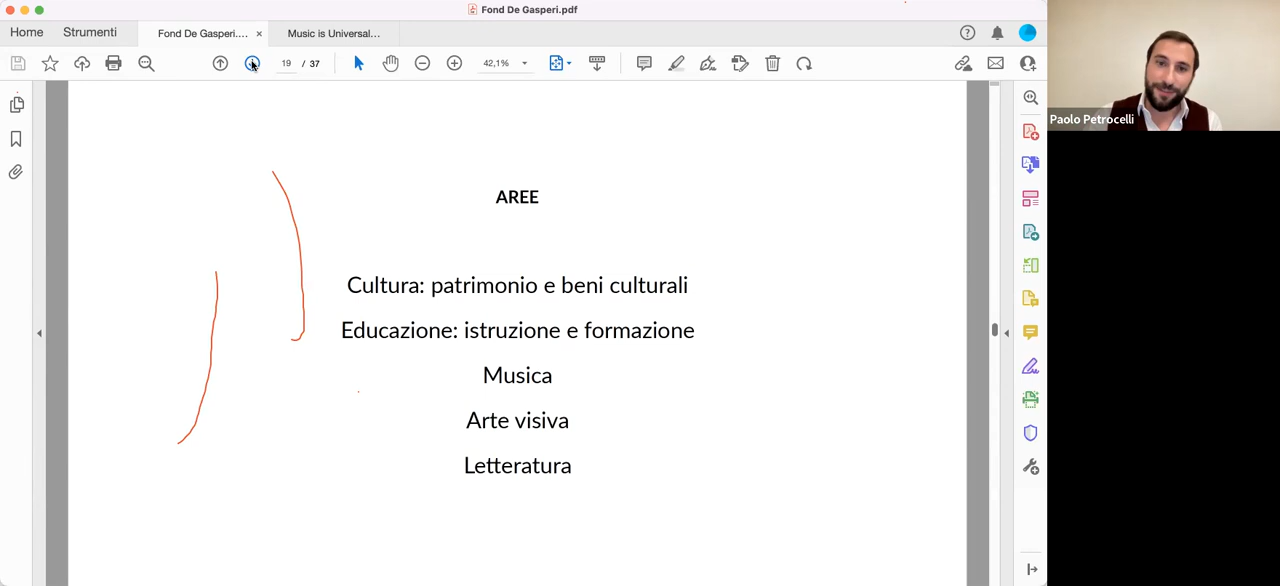 Fond De Gasperi.pdf
Home Strumenti Fond De Gasperi.... × Music is Universal...
19 / 37 42,1%
Paolo Petrocelli
AREE
Cultura: patrimonio e beni culturali
Educazione: istruzione e formazione
Musica
Arte visiva
Letteratura